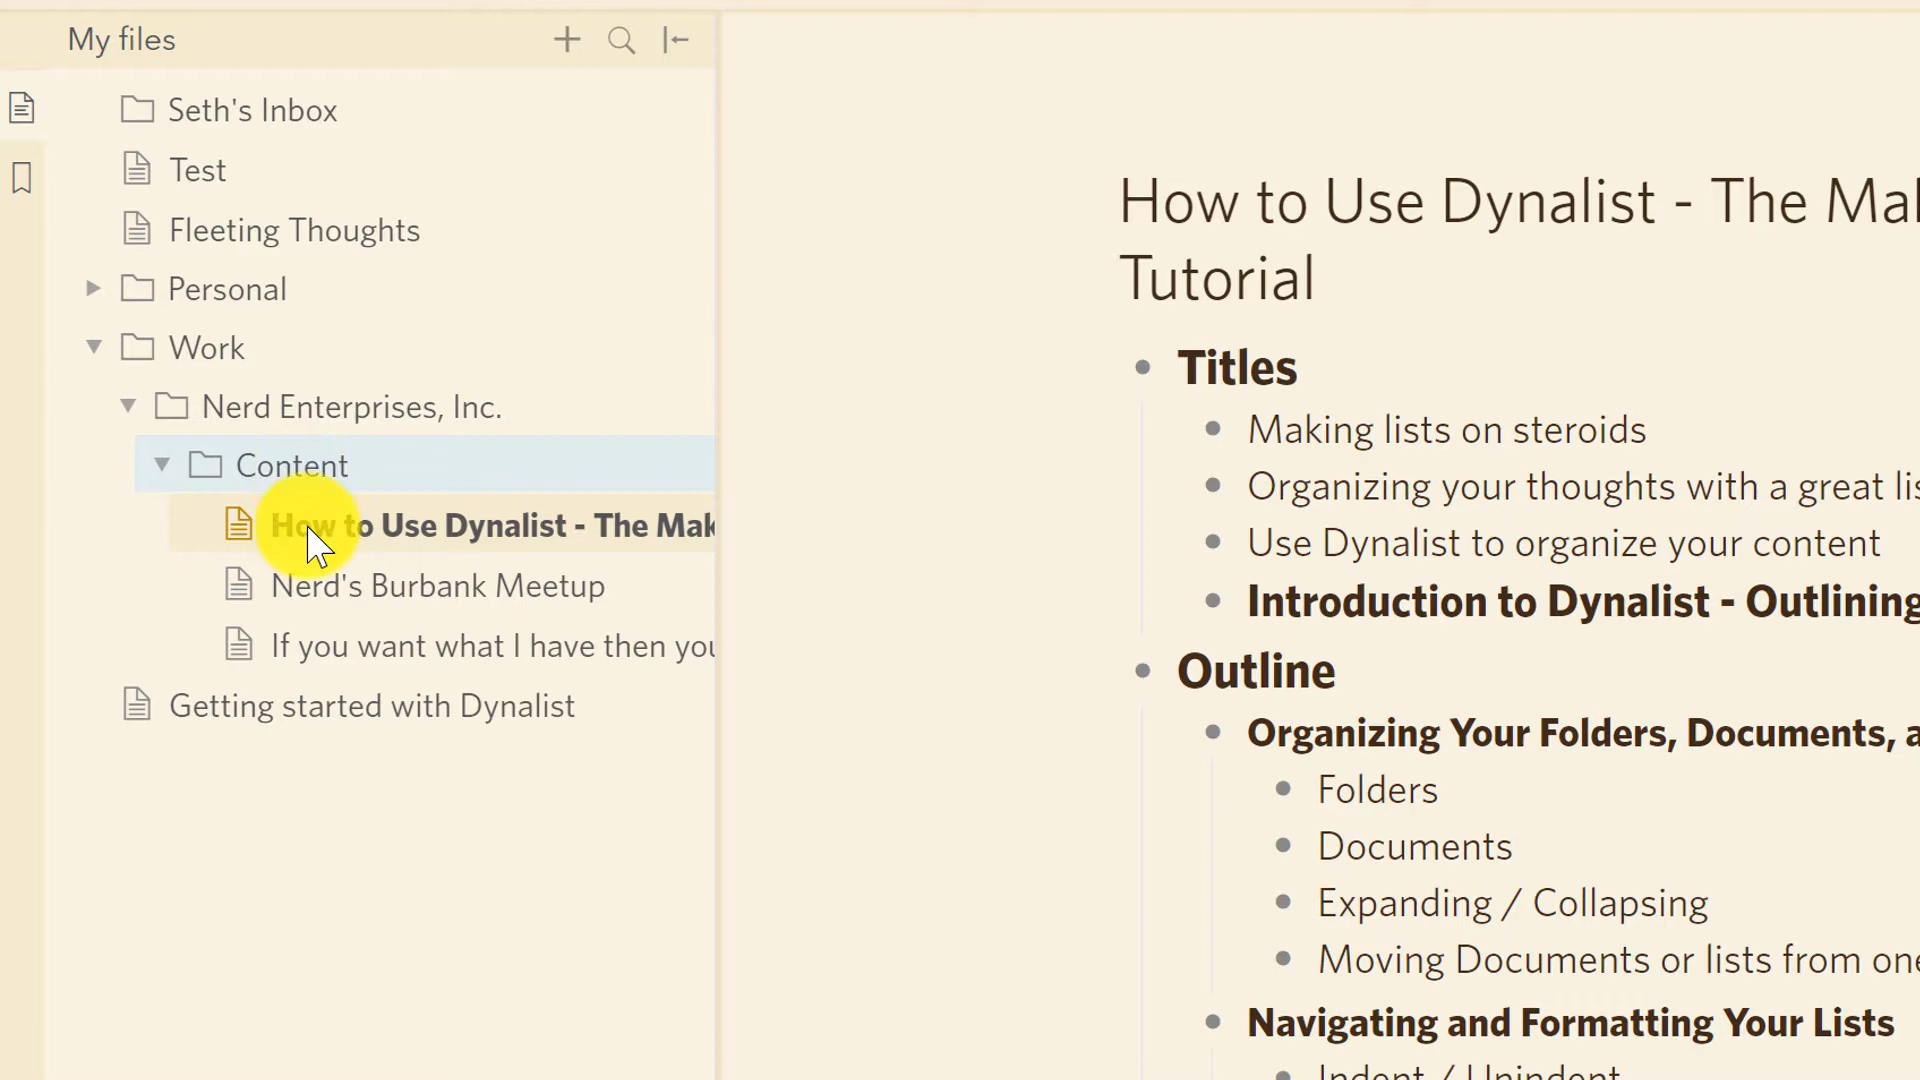 My files
Seth's Inbox
Test
Fleeting Thoughts
Personal
Work
Nerd Enterprises, Inc.
Content
How to Use Dynalist - The Mak
Nerd's Burbank Meetup
If you want what I have then you
Getting started with Dynalist
How to Use Dynalist - The Mak
Tutorial
Titles
Making lists on steroids
Organizing your thoughts with a great lis
Use Dynalist to organize your content
Introduction to Dynalist - Outlining
Outline
Organizing Your Folders, Documents, a
Folders
Documents
Expanding / Collapsing
Moving Documents or lists from one
Navigating and Formatting Your Lists
Indent / Unindent